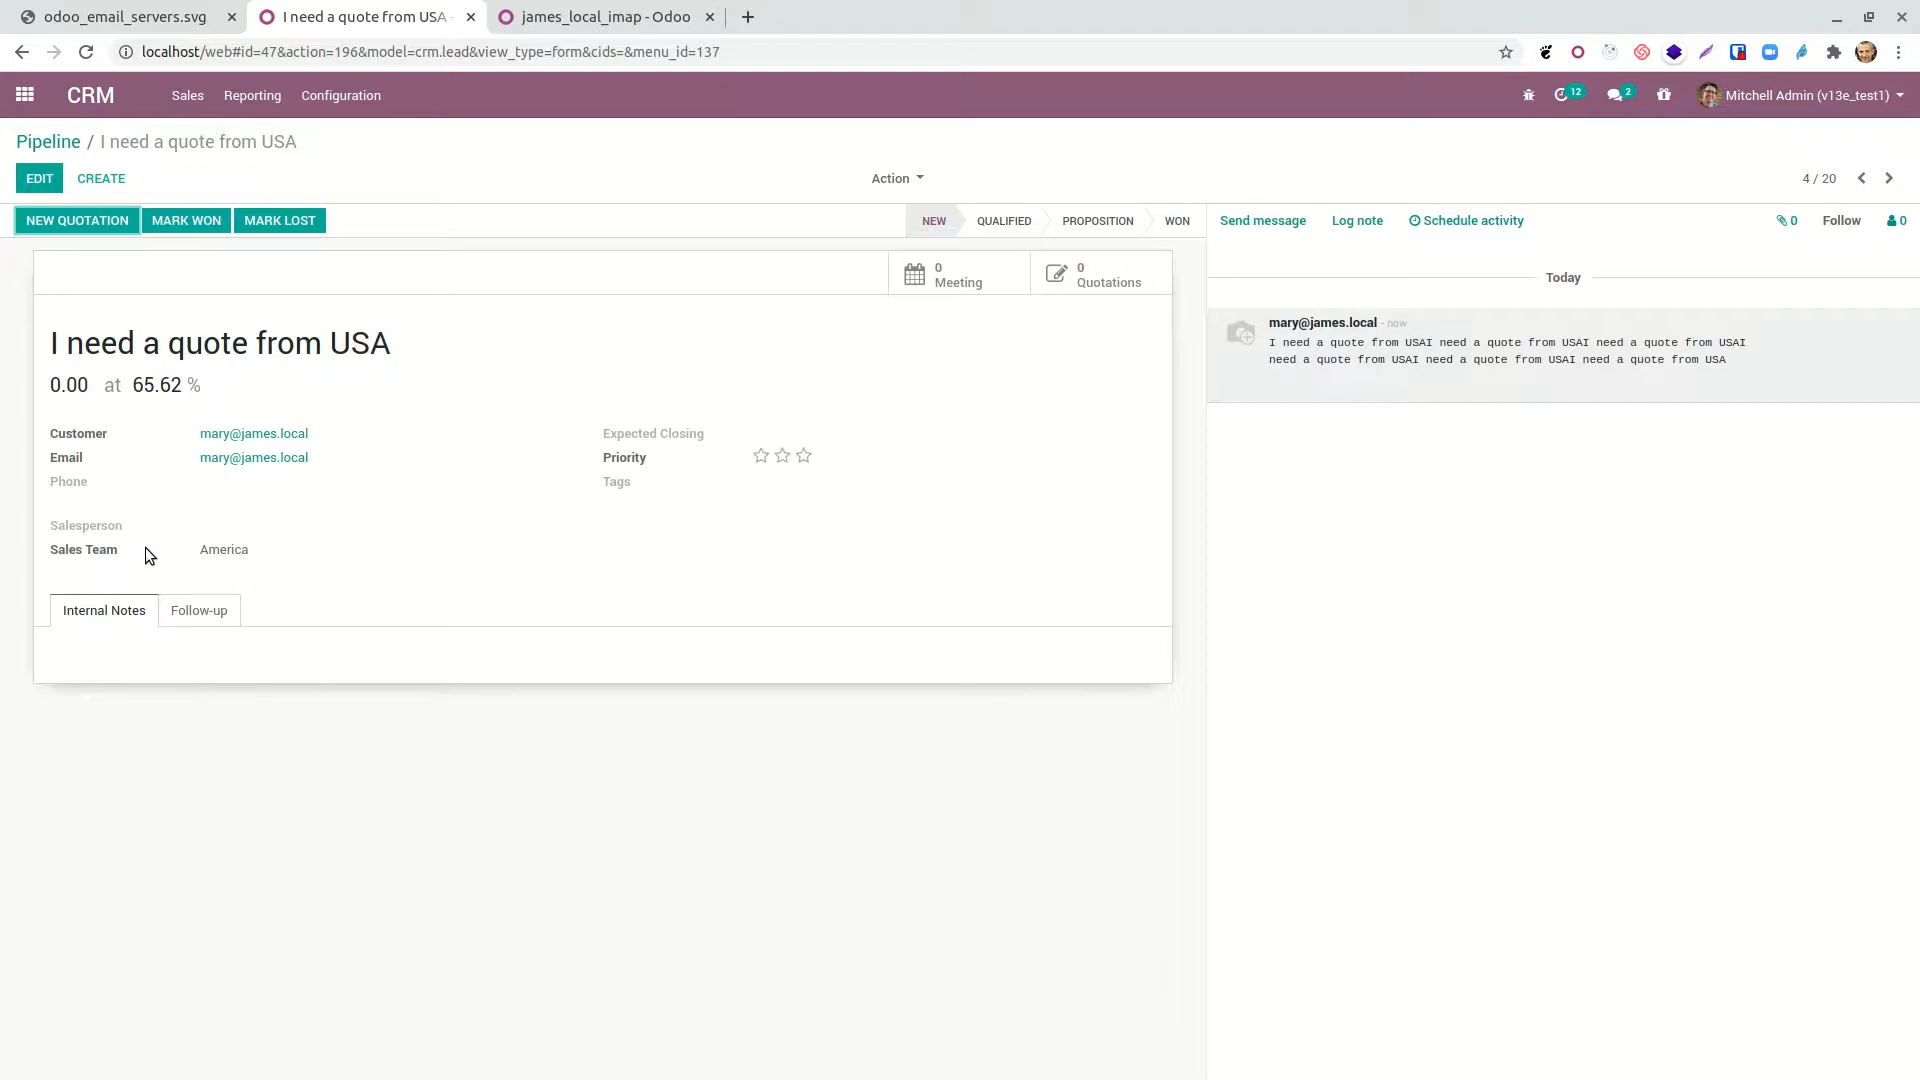 odoo_email_servers.svg
I need a quote from USA -
james_local_imap - Odoo
localhost/web#id=47&action=196&model=crm.lead&view_type=form&cids=&menu_id=137
CRM Sales Reporting Configuration 12 2 Mitchell Admin (v13e_test1)
Pipeline / I need a quote from USA
EDIT CREATE Action 4 / 20
NEW QUOTATION MARK WON MARK LOST NEW QUALIFIED PROPOSITION WON
Send message Log note Schedule activity 0 Follow 0
0
Meeting
0
Quotations
Today
I need a quote from USA
0.00 at 65.62 %
Customer mary@james.local
Email mary@james.local
Phone
Expected Closing
Priority
Tags
Salesperson
Sales Team America
Internal Notes Follow-up
mary@james.local - now
I need a quote from USAI need a quote from USAI need a quote from USAI
need a quote from USAI need a quote from USAI need a quote from USA